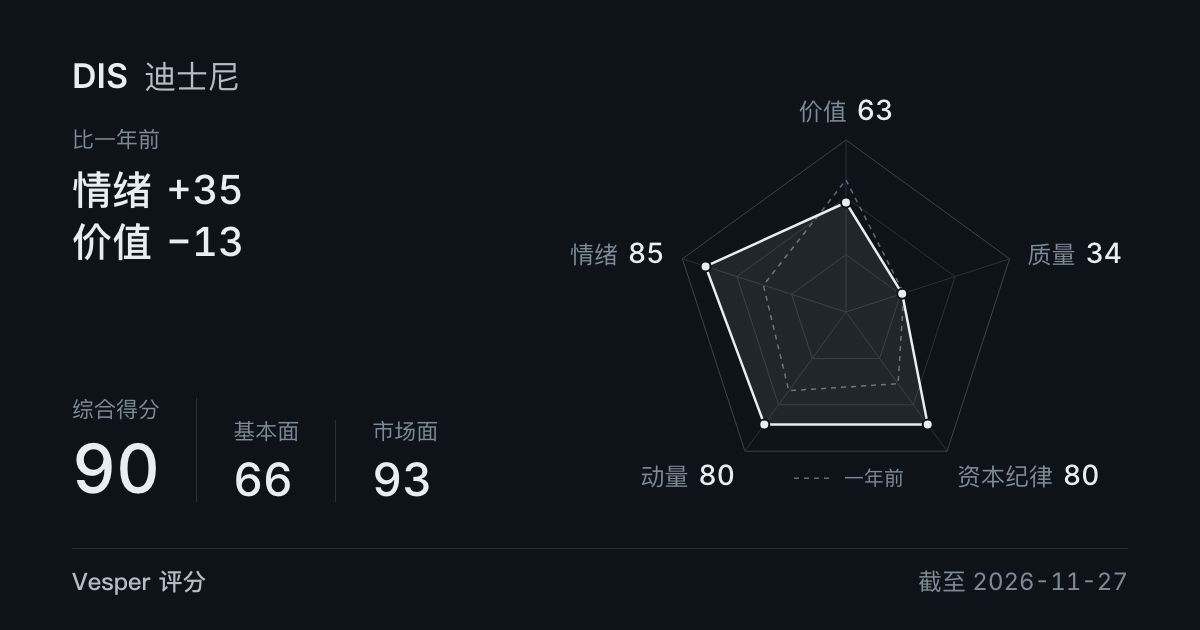 DIS 迪士尼
比一年前
情绪 +35
价值 −13
综合得分
90
基本面
66
市场面
93
价值 63
质量 34
情绪 85
动量 80
一年前
资本纪律 80
Vesper 评分
截至 2026-11-27